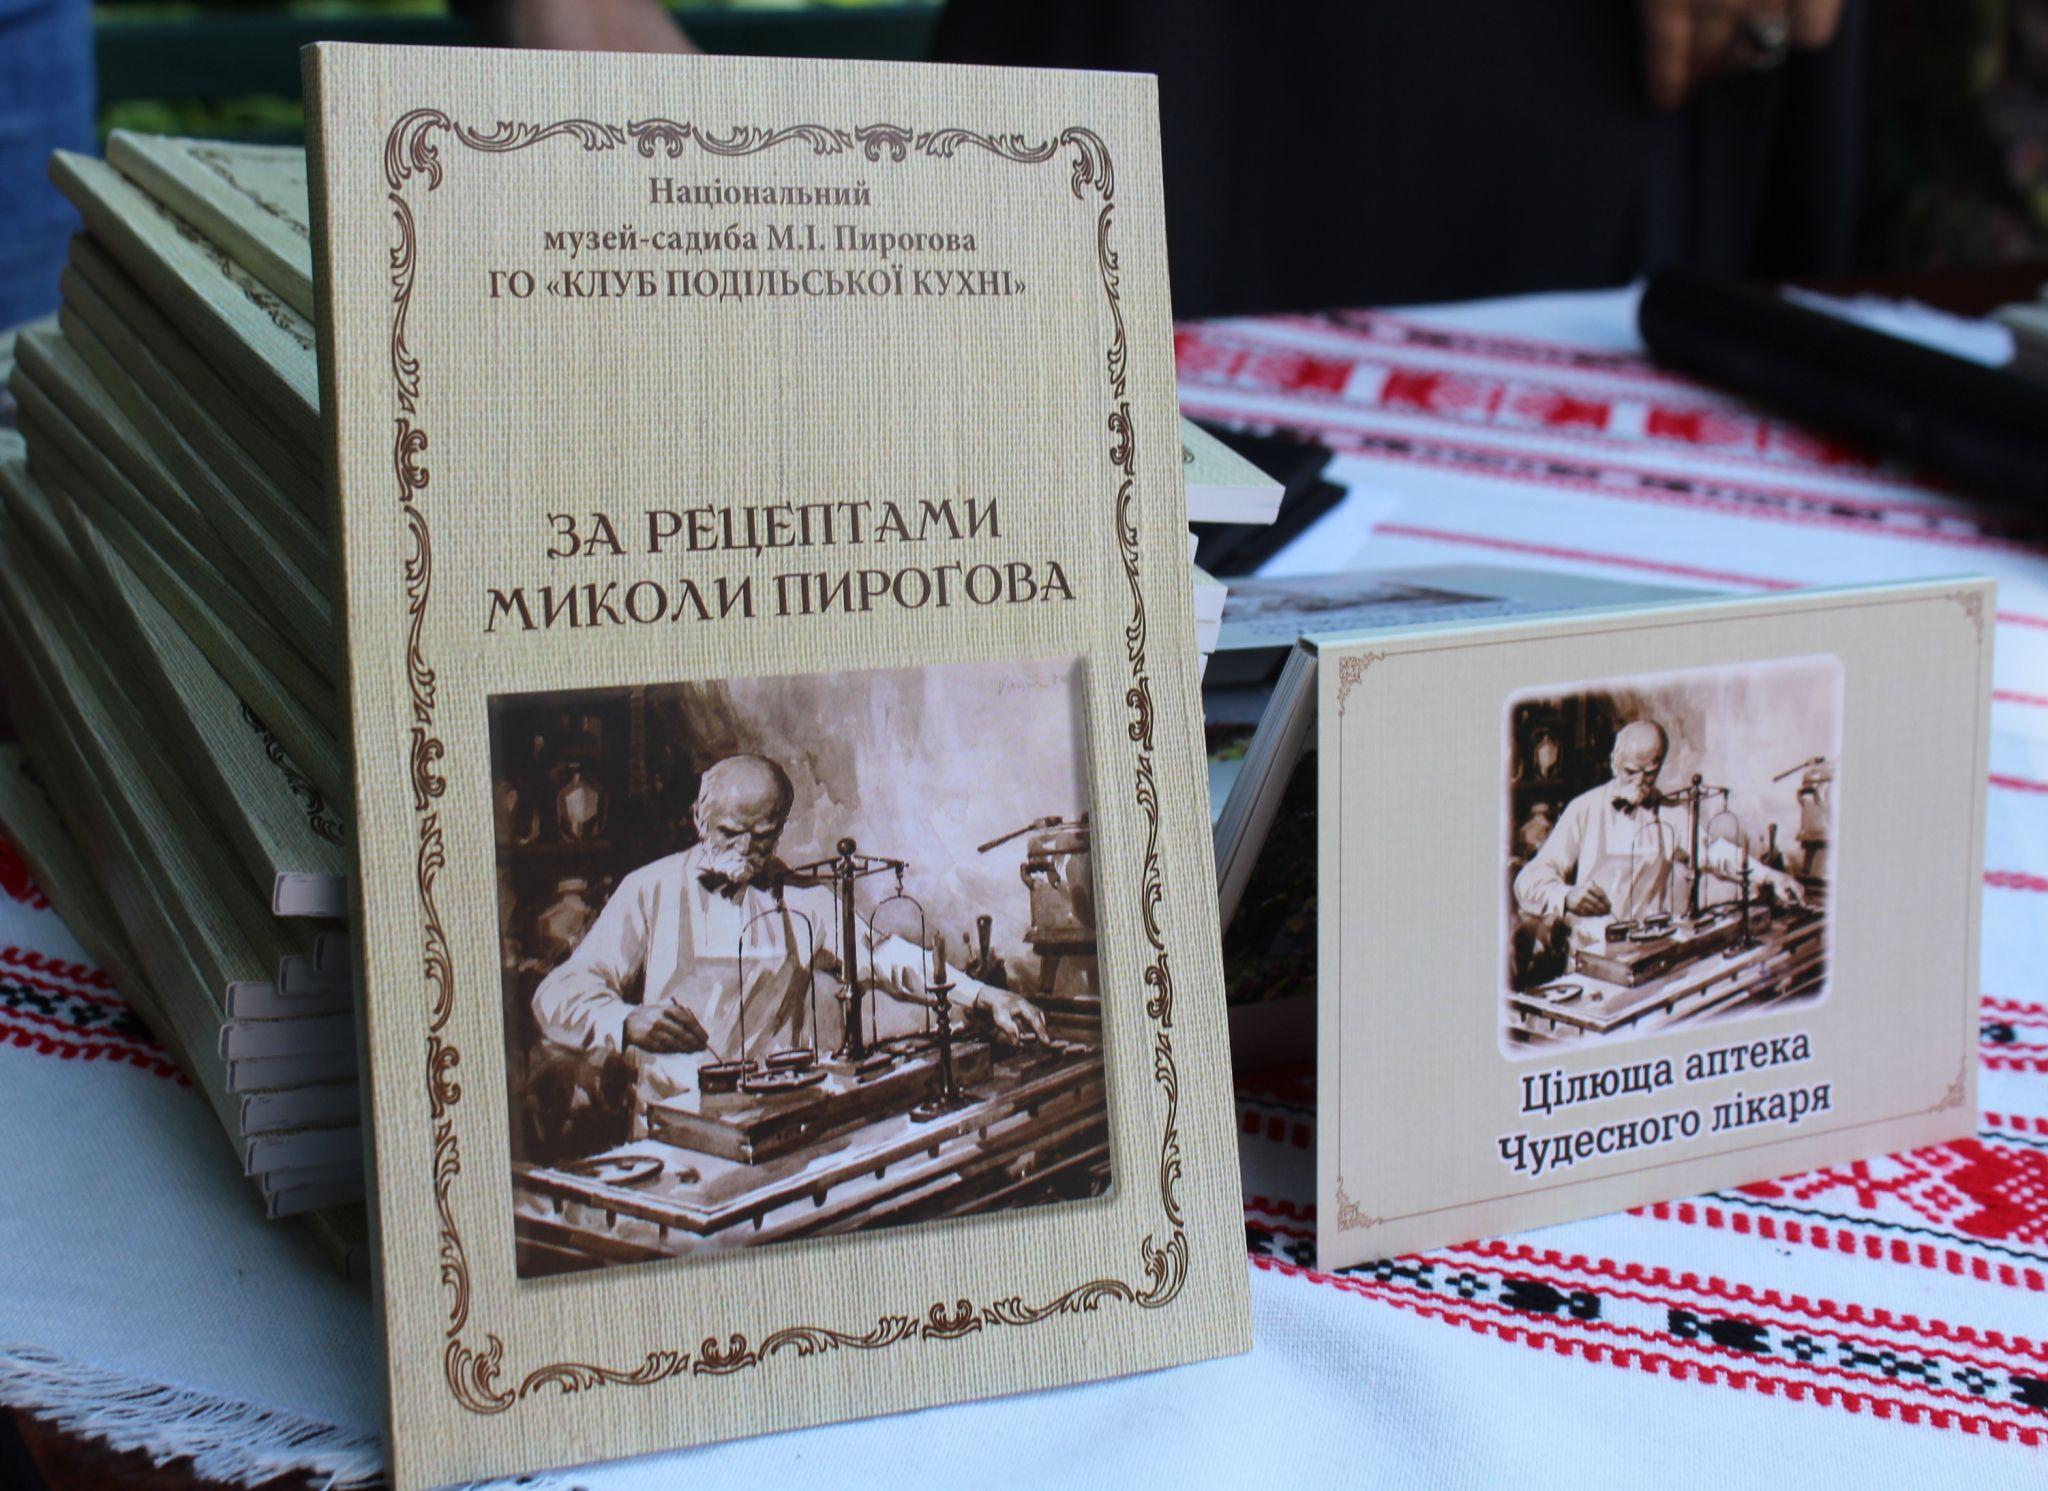 Національний
музей-садиба М.І. Пирогова
ГО «КЛУБ ПОДІЛЬСЬКОЇ КУХНІ»
ЗА РЕЦЕПТАМИ
МИКОЛИ ПИРОГОВА
Цілюща аптека
Чудесного лікаря